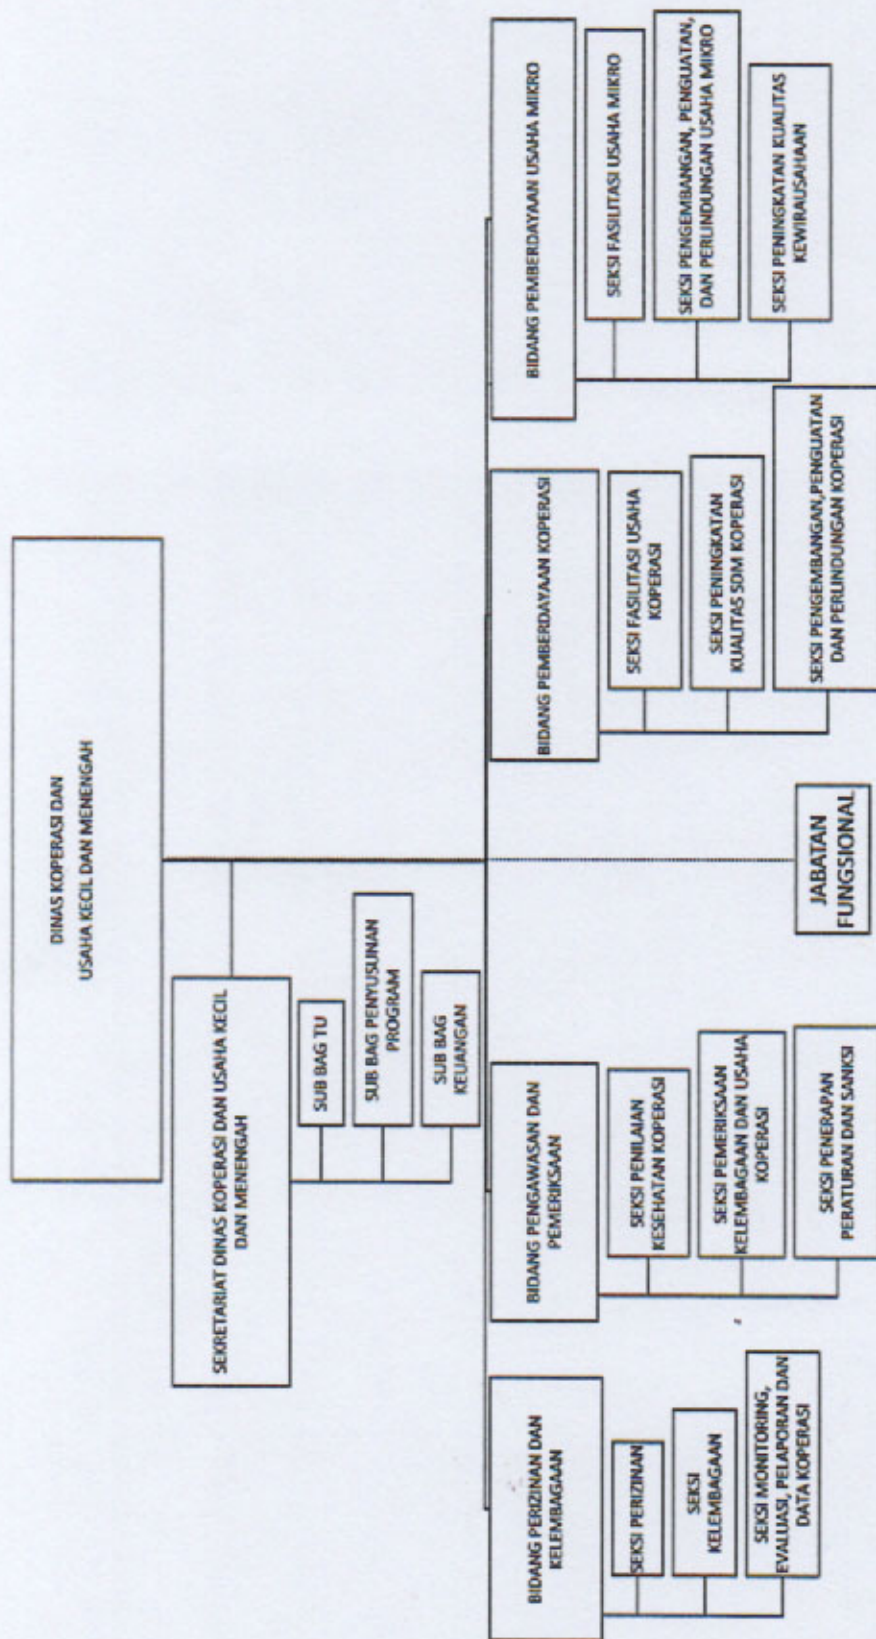 DINAS KOPERASI DAN
USAHA KECIL DAN MENENGAH
SEKRETARIAT DINAS KOPERASI DAN USAHA KECIL
DAN MENENGAH
SUB BAG TU
SUB BAG PENYUSUNAN
PROGRAM
SUB BAG
KEUANGAN
BIDANG PERIZINAN DAN
KELEMBAGAAN
SEKSI PERIZINAN
SEKSI
KELEMBAGAAN
SEKSI MONITORING,
EVALUASI, PELAPORAN DAN
DATA KOPERASI
BIDANG PENGAWASAN DAN
PEMERIKSAAN
SEKSI PENILAIAN
KESEHATAN KOPERASI
SEKSI PEMERIKSAAN
KELEMBAGAAN DAN USAHA
KOPERASI
SEKSI PENERAPAN
PERATURAN DAN SANKSI
JABATAN
FUNGSIONAL
BIDANG PEMBERDAYAAN KOPERASI
SEKSI FASILITASI USAHA
KOPERASI
SEKSI PENINGKATAN
KUALITAS SDM KOPERASI
SEKSI PENGEMBANGAN,PENGUATAN
DAN PERLINDUNGAN KOPERASI
BIDANG PEMBERDAYAAN USAHA MIKRO
SEKSI FASILITASI USAHA MIKRO
SEKSI PENGEMBANGAN, PENGUATAN,
DAN PERLINDUNGAN USAHA MIKRO
SEKSI PENINGKATAN KUALITAS
KEWIRAUSAHAAN